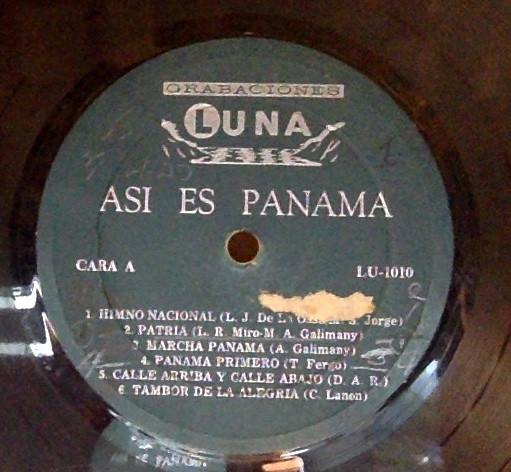 GRABACIONES
LUNA
ASI ES PANAMA
CARA A
LU-1010
1. HIMNO NACIONAL (L. J. De L S. Jorge)
2. PATRIA (L. R. Miro-M. A. Galimany)
3 MARCHA PANAMA (A. Galimany)
4. PANAMA PRIMERO (T. Fergo)
5. CALLE ARRIBA Y CALLE ABAJO (D. A. R.)
6. TAMBOR DE LA ALEGRIA (C. Lanon)